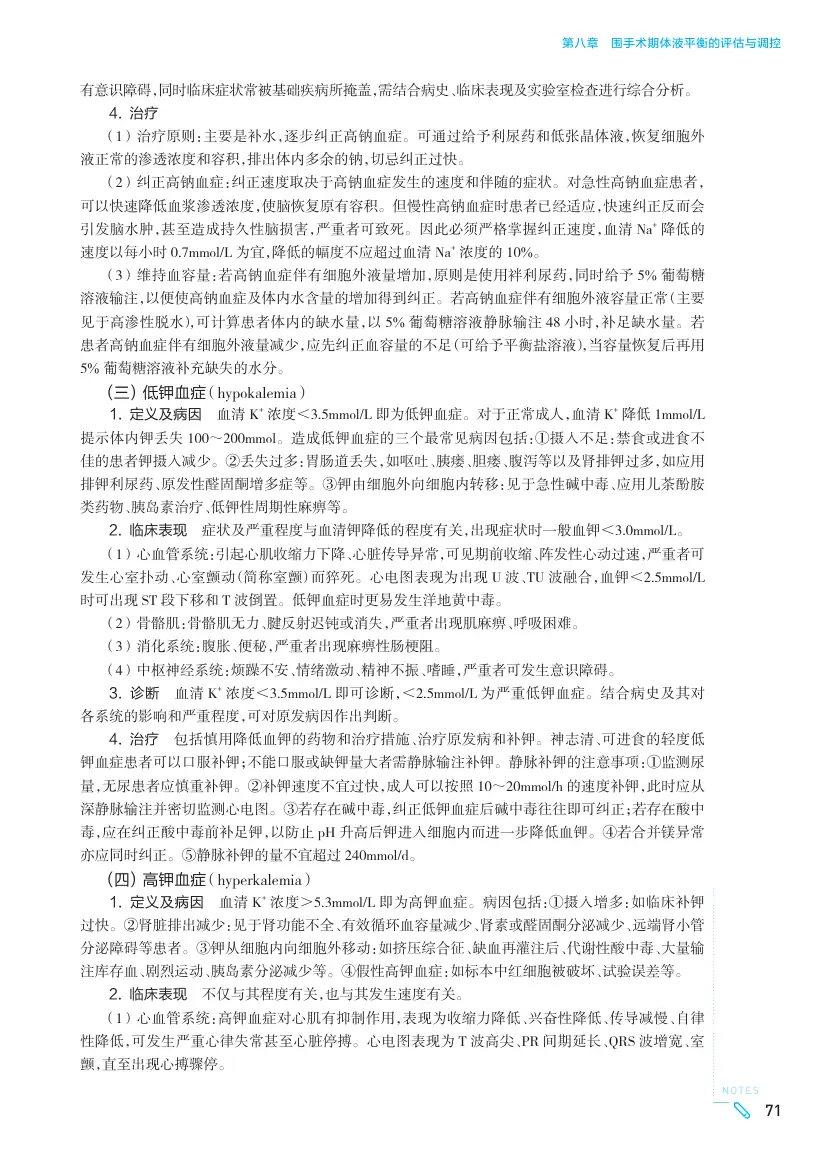 第八章　围手术期体液平衡的评估与调控
有意识障碍，同时临床症状常被基础疾病所掩盖，需结合病史、临床表现及实验室检查进行综合分析。
4. 治疗
（1）治疗原则：主要是补水，逐步纠正高钠血症。可通过给予利尿药和低张晶体液，恢复细胞外
液正常的渗透浓度和容积，排出体内多余的钠，切忌纠正过快。
（2）纠正高钠血症：纠正速度取决于高钠血症发生的速度和伴随的症状。对急性高钠血症患者，
可以快速降低血浆渗透浓度，使脑恢复原有容积。但慢性高钠血症时患者已经适应，快速纠正反而会
引发脑水肿，甚至造成持久性脑损害，严重者可致死。因此必须严格掌握纠正速度，血清 Na⁺ 降低的
速度以每小时 0.7mmol/L 为宜，降低的幅度不应超过血清 Na⁺ 浓度的 10%。
（3）维持血容量：若高钠血症伴有细胞外液量增加，原则是使用袢利尿药，同时给予 5% 葡萄糖
溶液输注，以便使高钠血症及体内水含量的增加得到纠正。若高钠血症伴有细胞外液容量正常（主要
见于高渗性脱水），可计算患者体内的缺水量，以 5% 葡萄糖溶液静脉输注 48 小时，补足缺水量。若
患者高钠血症伴有细胞外液量减少，应先纠正血容量的不足（可给予平衡盐溶液），当容量恢复后再用
5% 葡萄糖溶液补充缺失的水分。
（三）低钾血症（hypokalemia）
1. 定义及病因　血清 K⁺ 浓度＜3.5mmol/L 即为低钾血症。对于正常成人，血清 K⁺ 降低 1mmol/L
提示体内钾丢失 100～200mmol。造成低钾血症的三个最常见病因包括：①摄入不足：禁食或进食不
佳的患者钾摄入减少。②丢失过多：胃肠道丢失，如呕吐、胰瘘、胆瘘、腹泻等以及肾排钾过多，如应用
排钾利尿药、原发性醛固酮增多症等。③钾由细胞外向细胞内转移：见于急性碱中毒、应用儿茶酚胺
类药物、胰岛素治疗、低钾性周期性麻痹等。
2. 临床表现　症状及严重程度与血清钾降低的程度有关，出现症状时一般血钾＜3.0mmol/L。
（1）心血管系统：引起心肌收缩力下降、心脏传导异常，可见期前收缩、阵发性心动过速，严重者可
发生心室扑动、心室颤动（简称室颤）而猝死。心电图表现为出现 U 波、TU 波融合，血钾＜2.5mmol/L
时可出现 ST 段下移和 T 波倒置。低钾血症时更易发生洋地黄中毒。
（2）骨骼肌：骨骼肌无力、腱反射迟钝或消失，严重者出现肌麻痹、呼吸困难。
（3）消化系统：腹胀、便秘，严重者出现麻痹性肠梗阻。
（4）中枢神经系统：烦躁不安、情绪激动、精神不振、嗜睡，严重者可发生意识障碍。
3. 诊断　血清 K⁺ 浓度＜3.5mmol/L 即可诊断，＜2.5mmol/L 为严重低钾血症。结合病史及其对
各系统的影响和严重程度，可对原发病因作出判断。
4. 治疗　包括慎用降低血钾的药物和治疗措施、治疗原发病和补钾。神志清、可进食的轻度低
钾血症患者可以口服补钾；不能口服或缺钾量大者需静脉输注补钾。静脉补钾的注意事项：①监测尿
量，无尿患者应慎重补钾。②补钾速度不宜过快，成人可以按照 10～20mmol/h 的速度补钾，此时应从
深静脉输注并密切监测心电图。③若存在碱中毒，纠正低钾血症后碱中毒往往即可纠正；若存在酸中
毒，应在纠正酸中毒前补足钾，以防止 pH 升高后钾进入细胞内而进一步降低血钾。④若合并镁异常
亦应同时纠正。⑤静脉补钾的量不宜超过 240mmol/d。
（四）高钾血症（hyperkalemia）
1. 定义及病因　血清 K⁺ 浓度＞5.3mmol/L 即为高钾血症。病因包括：①摄入增多：如临床补钾
过快。②肾脏排出减少：见于肾功能不全、有效循环血容量减少、肾素或醛固酮分泌减少、远端肾小管
分泌障碍等患者。③钾从细胞内向细胞外移动：如挤压综合征、缺血再灌注后、代谢性酸中毒、大量输
注库存血、剧烈运动、胰岛素分泌减少等。④假性高钾血症：如标本中红细胞被破坏、试验误差等。
2. 临床表现　不仅与其程度有关，也与其发生速度有关。
（1）心血管系统：高钾血症对心肌有抑制作用，表现为收缩力降低、兴奋性降低、传导减慢、自律
性降低，可发生严重心律失常甚至心脏停搏。心电图表现为 T 波高尖、PR 间期延长、QRS 波增宽、室
颤，直至出现心搏骤停。
NOTES
71